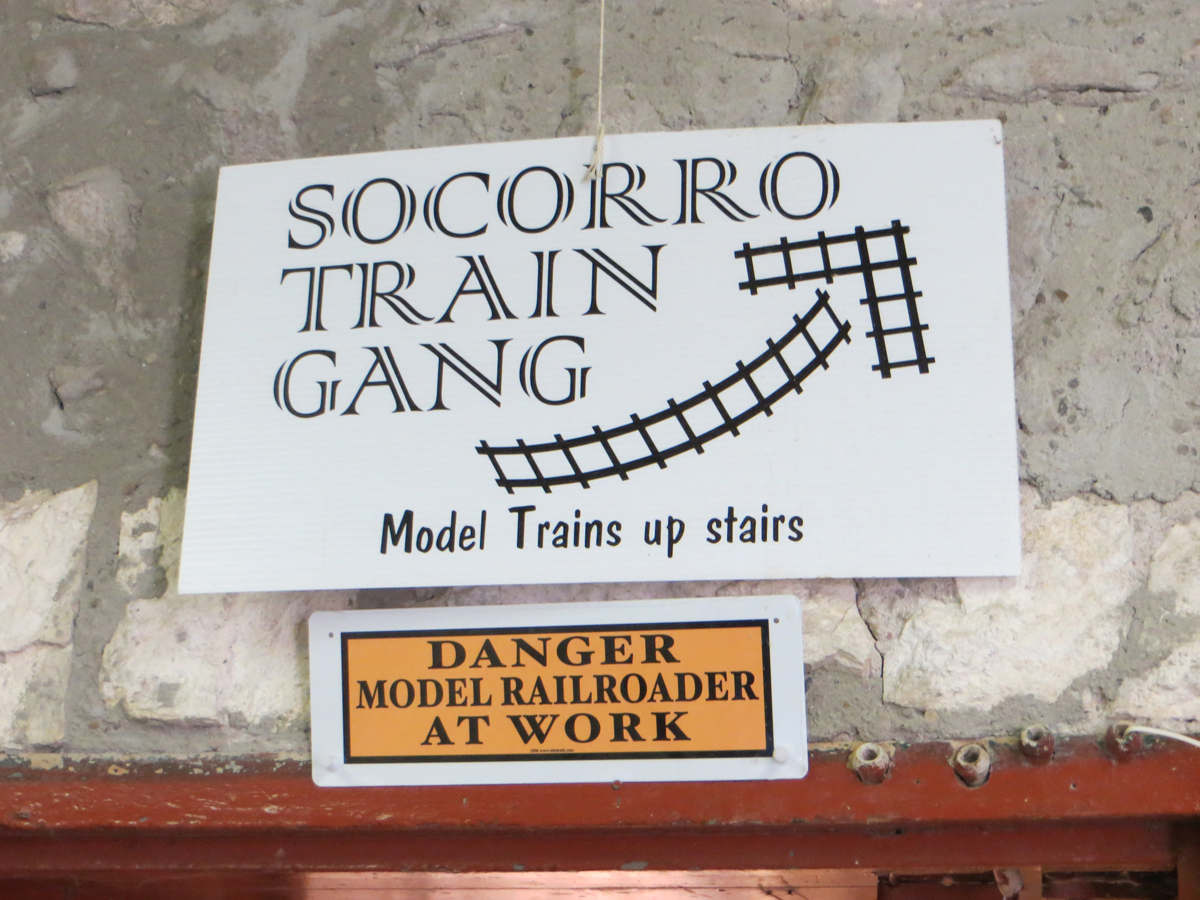 SOCORRO
TRAIN
GANG
Model Trains up stairs
DANGER
MODEL RAILROADER
AT WORK